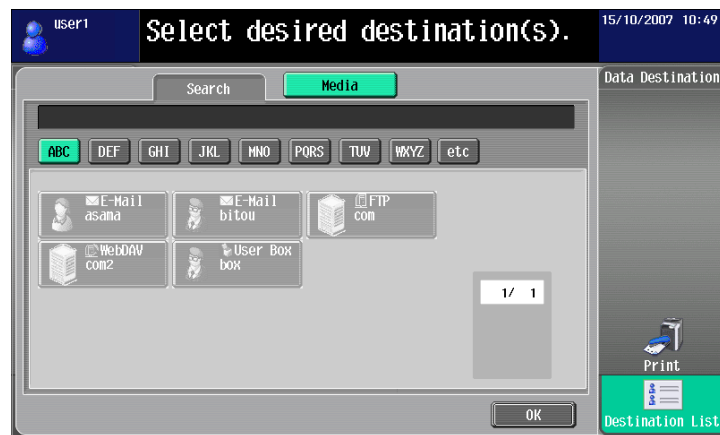 user1
Select desired destination(s).
15/10/2007 10:49
Search
Media
Data Destination
ABC DEF GHI JKL MNO PQRS TUV WXYZ etc
E-Mail
asama
E-Mail
bitou
FTP
com
WebDAV
com2
User Box
box
1/ 1
Print
OK
Destination List